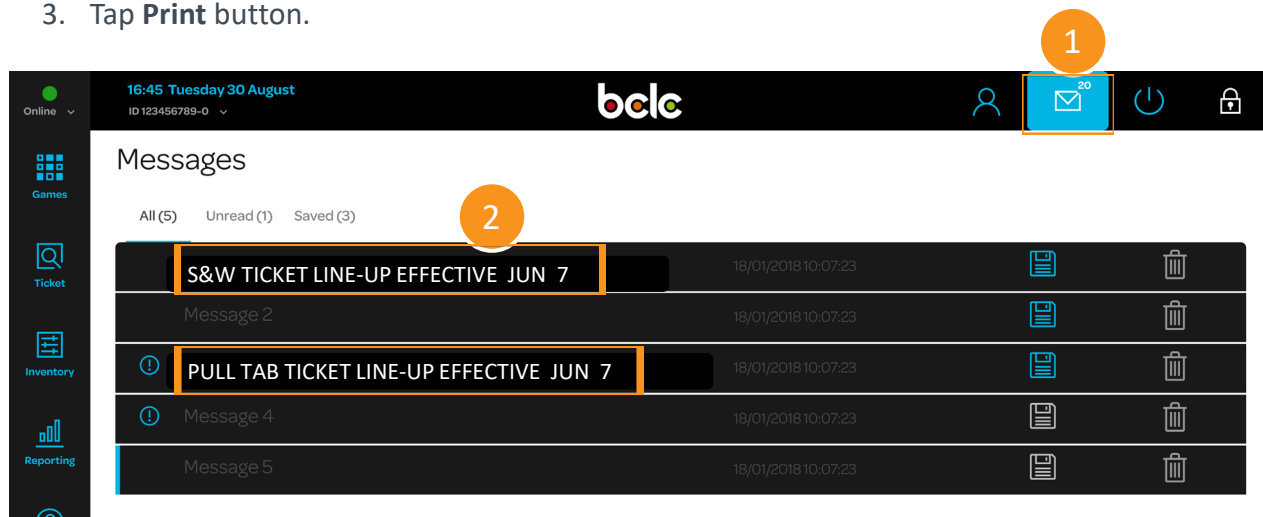 3. Tap Print button.
1
Online
16:45 Tuesday 30 August
ID 123456789-0
bclc
20
Messages
Games
All (5) Unread (1) Saved (3)
2
S&W TICKET LINE-UP EFFECTIVE JUN 7 18/01/2018 10:07:23
Ticket
Message 2 18/01/2018 10:07:23
Inventory
PULL TAB TICKET LINE-UP EFFECTIVE JUN 7 18/01/2018 10:07:23
Message 4 18/01/2018 10:07:23
Reporting
Message 5 18/01/2018 10:07:23